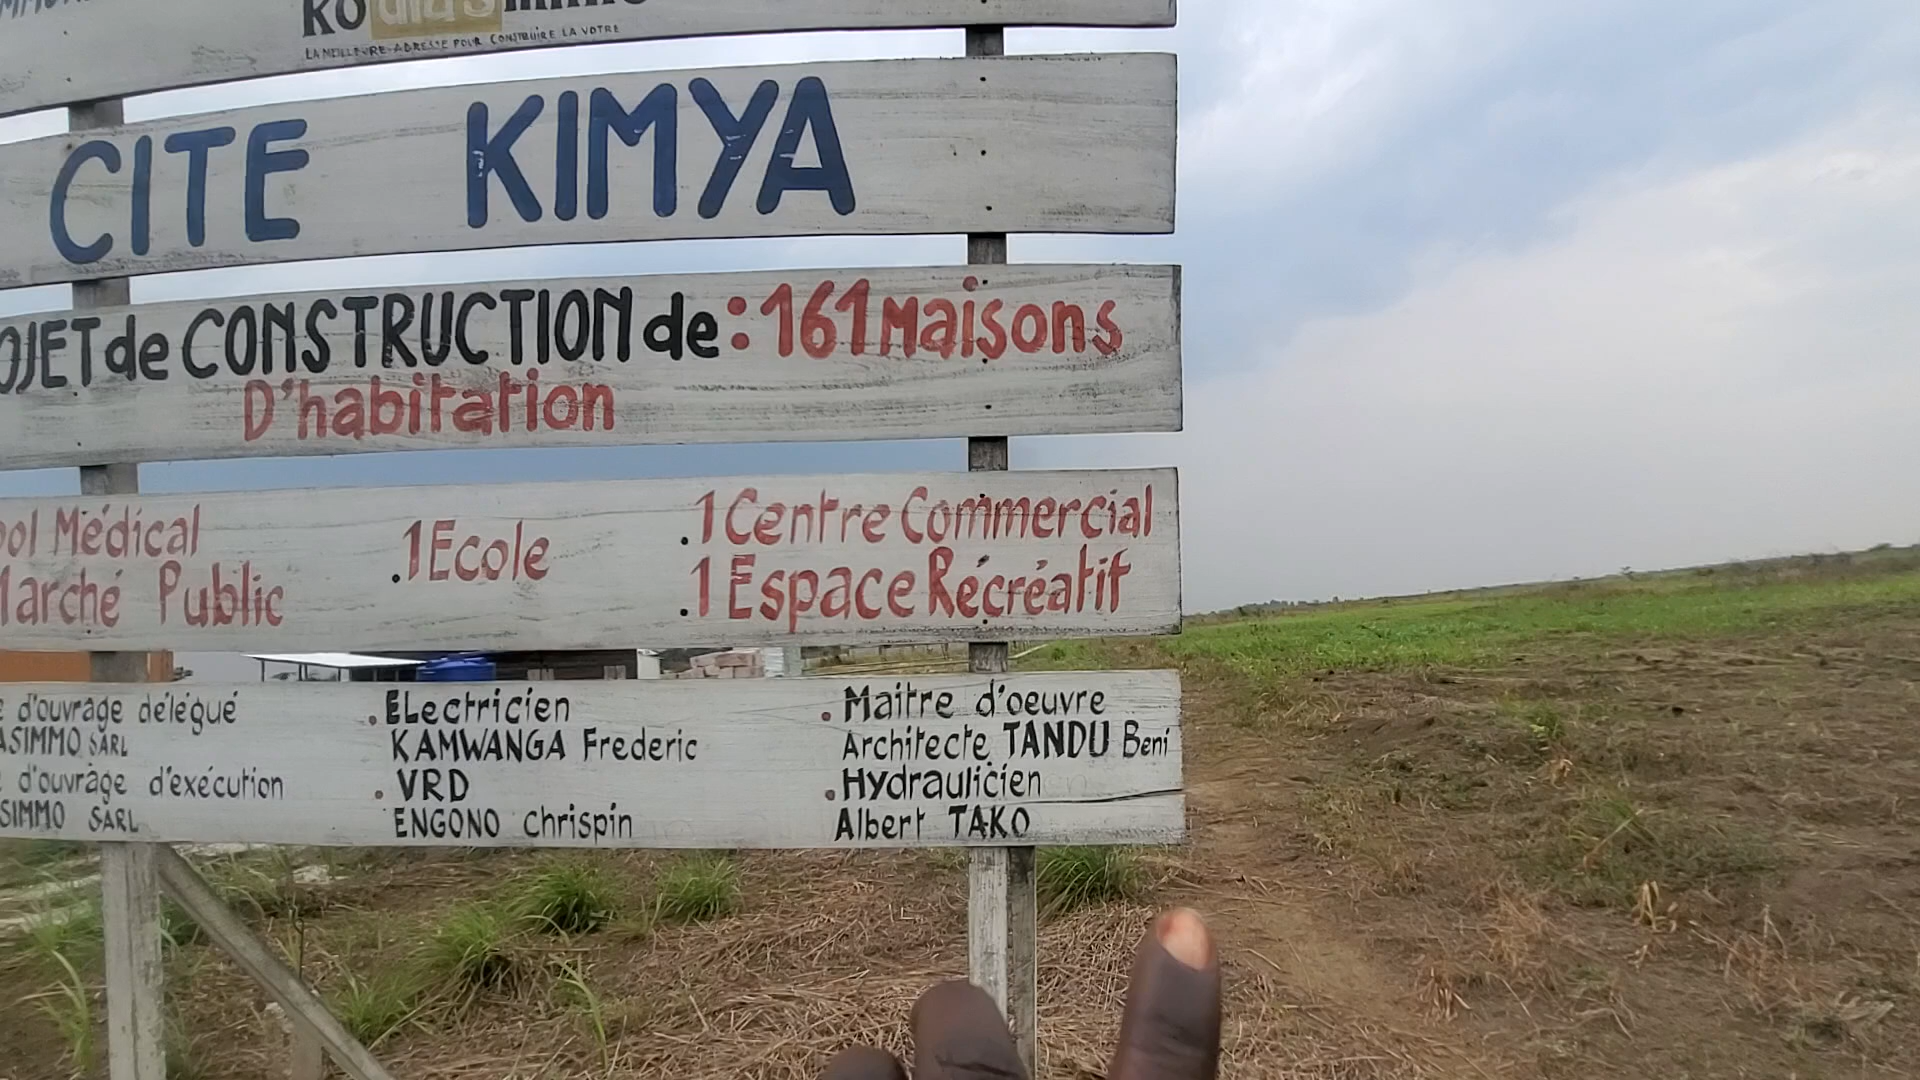 LA MEILLEURE ADRESSE POUR CONSTRUIRE LA VOTRE
CITE KIMYA
OJET de CONSTRUCTION de : 161 Maisons
D'habitation
ool Médical
Marché Public
.1 Ecole
.1 Centre Commercial
.1 Espace Récréatif
d'ouvrage délégué
ASIMMO SARL
d'ouvrage d'exécution
SIMMO SARL
.ELectricien
KAMWANGA Frederic
.VRD
ENGONO chrispin
.Maitre d'oeuvre
Architecte TANDU Beni
.Hydraulicien
Albert TAKO